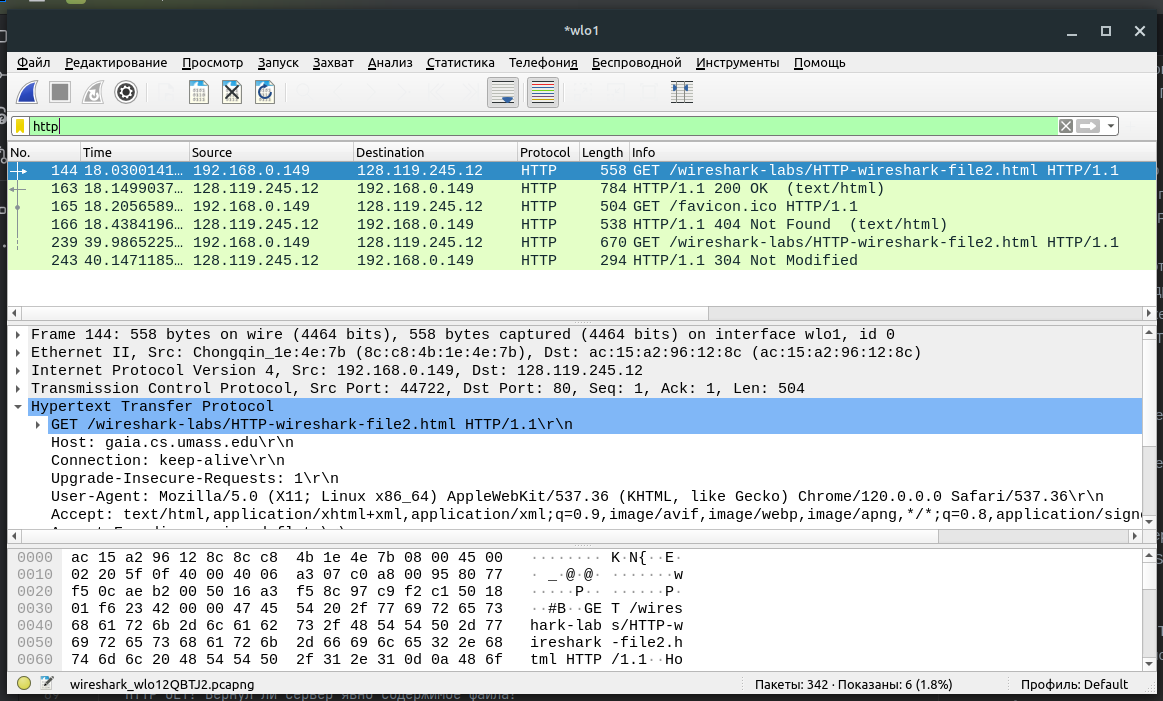 *wlo1
Файл Редактирование Просмотр Запуск Захват Анализ Статистика Телефония Беспроводной Инструменты Помощь
http
No. Time Source Destination Protocol Length Info
144 18.0300141… 192.168.0.149 128.119.245.12 HTTP 558 GET /wireshark-labs/HTTP-wireshark-file2.html HTTP/1.1
163 18.1499037… 128.119.245.12 192.168.0.149 HTTP 784 HTTP/1.1 200 OK (text/html)
165 18.2056589… 192.168.0.149 128.119.245.12 HTTP 504 GET /favicon.ico HTTP/1.1
166 18.4384196… 128.119.245.12 192.168.0.149 HTTP 538 HTTP/1.1 404 Not Found (text/html)
239 39.9865225… 192.168.0.149 128.119.245.12 HTTP 670 GET /wireshark-labs/HTTP-wireshark-file2.html HTTP/1.1
243 40.1471185… 128.119.245.12 192.168.0.149 HTTP 294 HTTP/1.1 304 Not Modified
Frame 144: 558 bytes on wire (4464 bits), 558 bytes captured (4464 bits) on interface wlo1, id 0
Ethernet II, Src: Chongqin_1e:4e:7b (8c:c8:4b:1e:4e:7b), Dst: ac:15:a2:96:12:8c (ac:15:a2:96:12:8c)
Internet Protocol Version 4, Src: 192.168.0.149, Dst: 128.119.245.12
Transmission Control Protocol, Src Port: 44722, Dst Port: 80, Seq: 1, Ack: 1, Len: 504
Hypertext Transfer Protocol
GET /wireshark-labs/HTTP-wireshark-file2.html HTTP/1.1\r\n
Host: gaia.cs.umass.edu\r\n
Connection: keep-alive\r\n
Upgrade-Insecure-Requests: 1\r\n
User-Agent: Mozilla/5.0 (X11; Linux x86_64) AppleWebKit/537.36 (KHTML, like Gecko) Chrome/120.0.0.0 Safari/537.36\r\n
Accept: text/html,application/xhtml+xml,application/xml;q=0.9,image/avif,image/webp,image/apng,*/*;q=0.8,application/signe
0000 ac 15 a2 96 12 8c 8c c8 4b 1e 4e 7b 08 00 45 00 ········ K·N{··E·
0010 02 20 5f 0f 40 00 40 06 a3 07 c0 a8 00 95 80 77 · _·@·@· ·······w
0020 f5 0c ae b2 00 50 16 a3 f5 8c 97 c9 f2 c1 50 18 ·····P·· ······P·
0030 01 f6 23 42 00 00 47 45 54 20 2f 77 69 72 65 73 ··#B··GE T /wires
0040 68 61 72 6b 2d 6c 61 62 73 2f 48 54 54 50 2d 77 hark-lab s/HTTP-w
0050 69 72 65 73 68 61 72 6b 2d 66 69 6c 65 32 2e 68 ireshark -file2.h
0060 74 6d 6c 20 48 54 54 50 2f 31 2e 31 0d 0a 48 6f tml HTTP /1.1··Ho
wireshark_wlo12QBTJ2.pcapng Пакеты: 342 · Показаны: 6 (1.8%) Профиль: Default